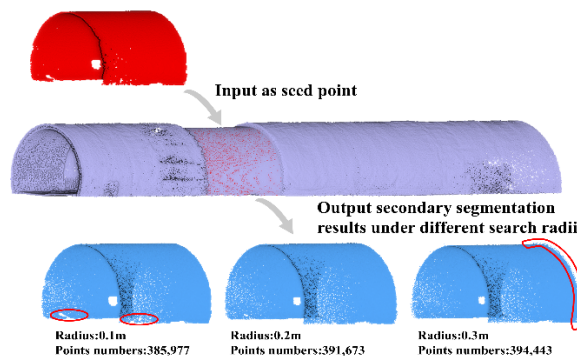 Input as seed point
Output secondary segmentation
results under different search radii
Radius:0.1m
Points numbers:385,977
Radius:0.2m
Points numbers:391,673
Radius:0.3m
Points numbers:394,443